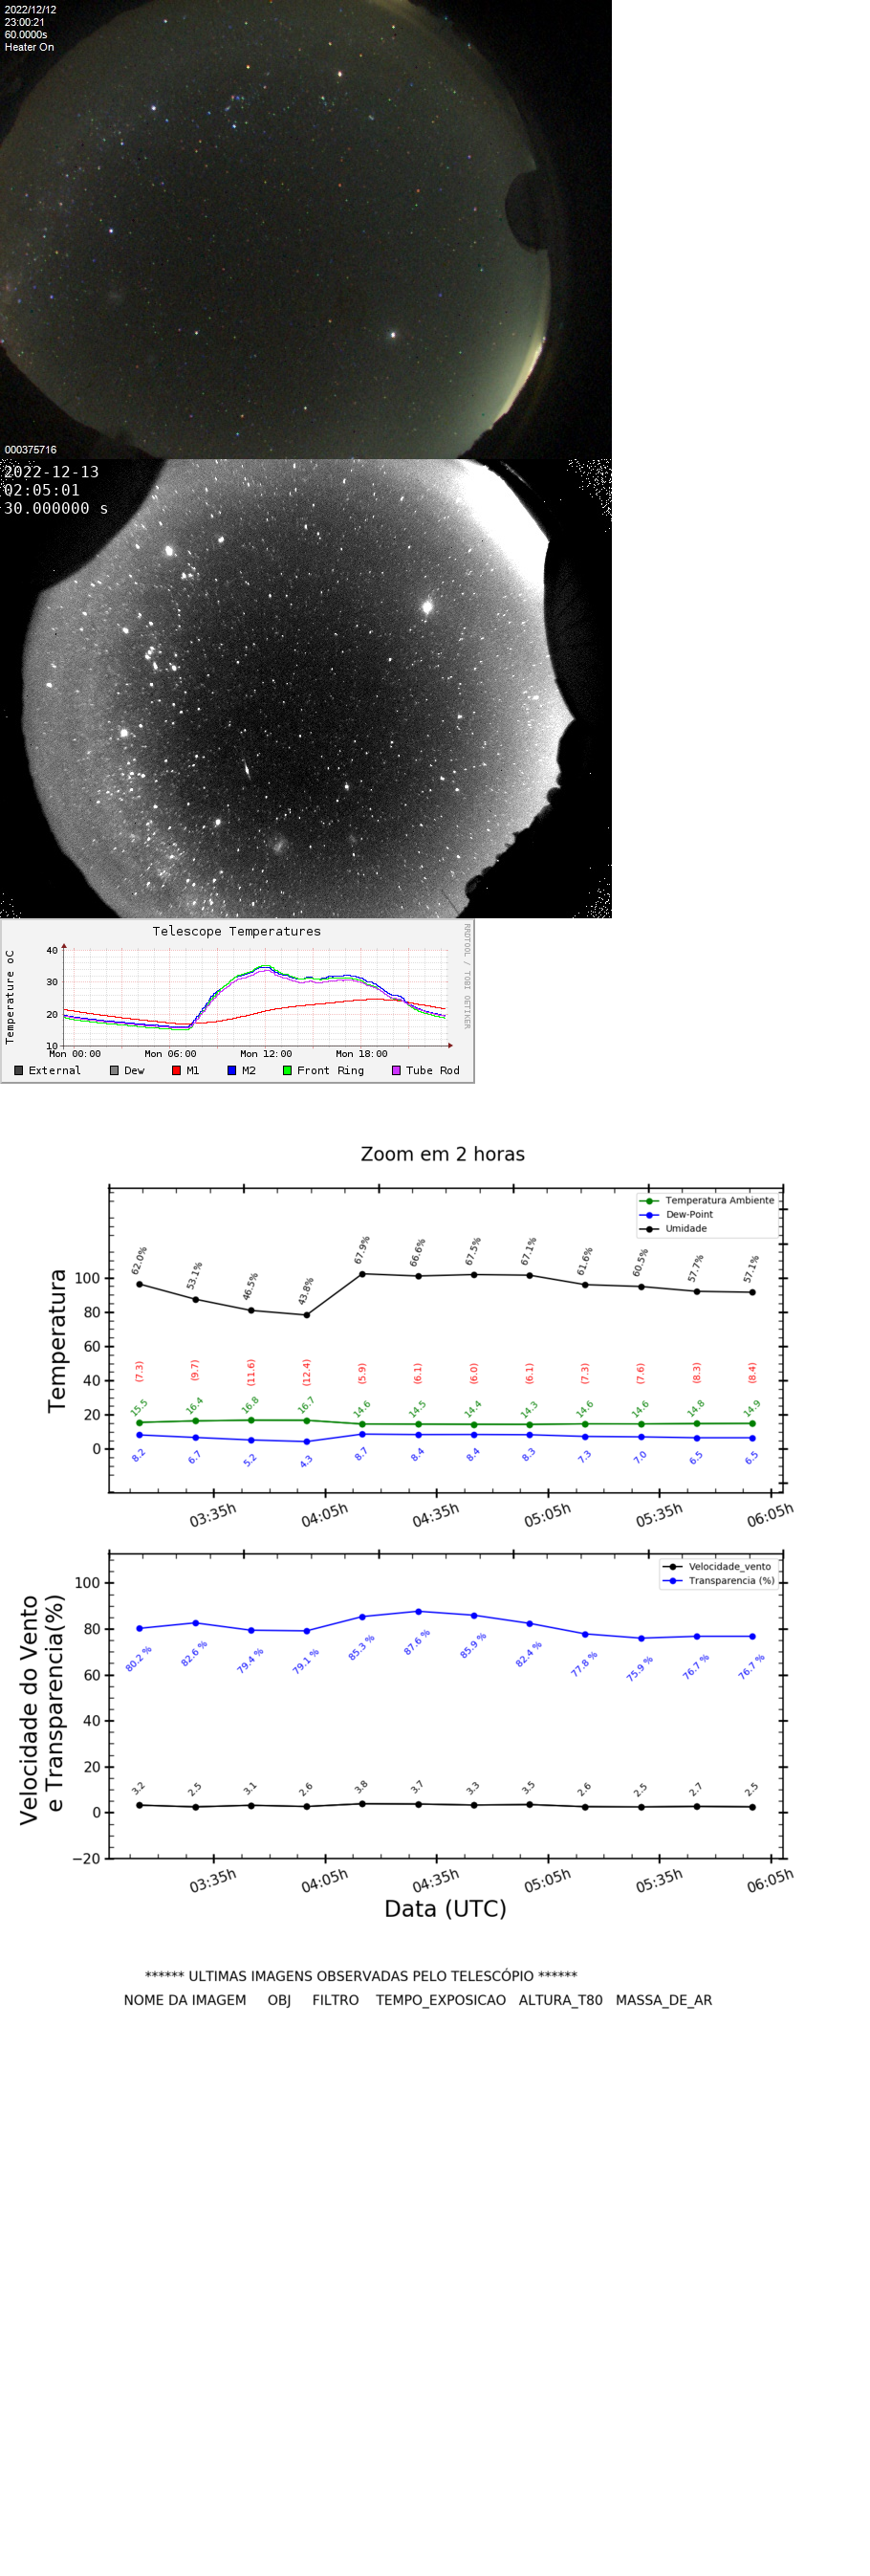 2022/12/12
23:00:21
60.0000s
Heater On
000375716
2022-12-13
02:05:01
30.000000 s
Telescope Temperatures
RRDTOOL / TOBI OETIKER
Temperature oC
40
30
20
10
Mon 00:00 Mon 06:00 Mon 12:00 Mon 18:00
External Dew M1 M2 Front Ring Tube Rod
Zoom em 2 horas
Temperatura Ambiente
Dew-Point
Umidade
Temperatura
100
80
60
40
20
0
62.0% 53.1% 46.5% 43.8% 67.9% 66.6% 67.5% 67.1% 61.6% 60.5% 57.7% 57.1%
(7.3) (9.7) (11.6) (12.4) (5.9) (6.1) (6.0) (6.1) (7.3) (7.6) (8.3) (8.4)
15.5 16.4 16.8 16.7 14.6 14.5 14.4 14.3 14.6 14.6 14.8 14.9
8.2 6.7 5.2 4.3 8.7 8.4 8.4 8.3 7.3 7.0 6.5 6.5
03:35h 04:05h 04:35h 05:05h 05:35h 06:05h
Velocidade_vento
Transparencia (%)
Velocidade do Vento
e Transparencia(%)
100
80
60
40
20
0
−20
80.2 % 82.6 % 79.4 % 79.1 % 85.3 % 87.6 % 85.9 % 82.4 % 77.8 % 75.9 % 76.7 % 76.7 %
3.2 2.5 3.1 2.6 3.8 3.7 3.3 3.5 2.6 2.5 2.7 2.5
03:35h 04:05h 04:35h 05:05h 05:35h 06:05h
Data (UTC)
****** ULTIMAS IMAGENS OBSERVADAS PELO TELESCÓPIO ******
NOME DA IMAGEM OBJ FILTRO TEMPO_EXPOSICAO ALTURA_T80 MASSA_DE_AR